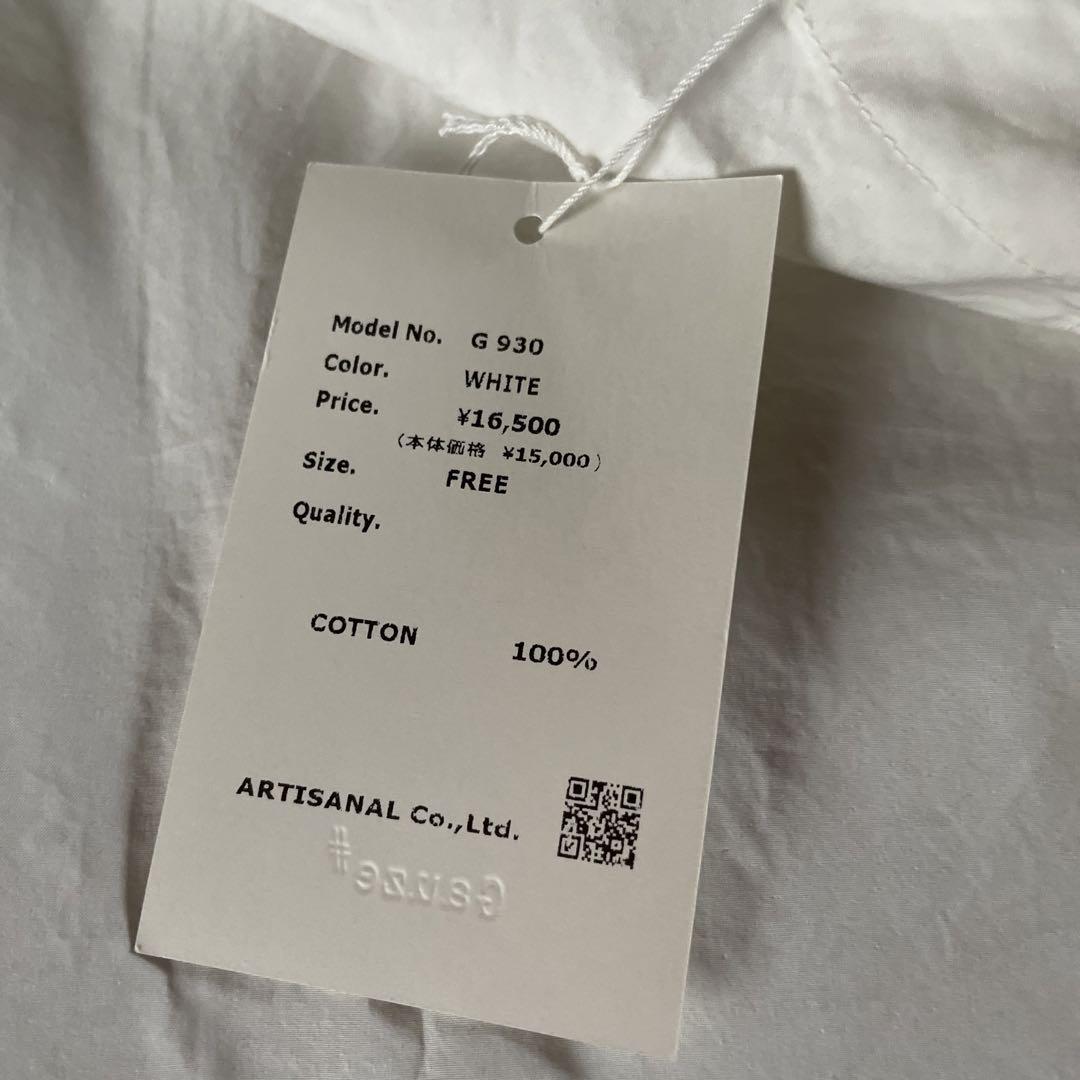 Model No. G 930
Color. WHITE
Price. ¥16,500
(本体価格 ¥15,000)
Size. FREE
Quality.
COTTON 100%
ARTISANAL Co.,Ltd.
Gauze#